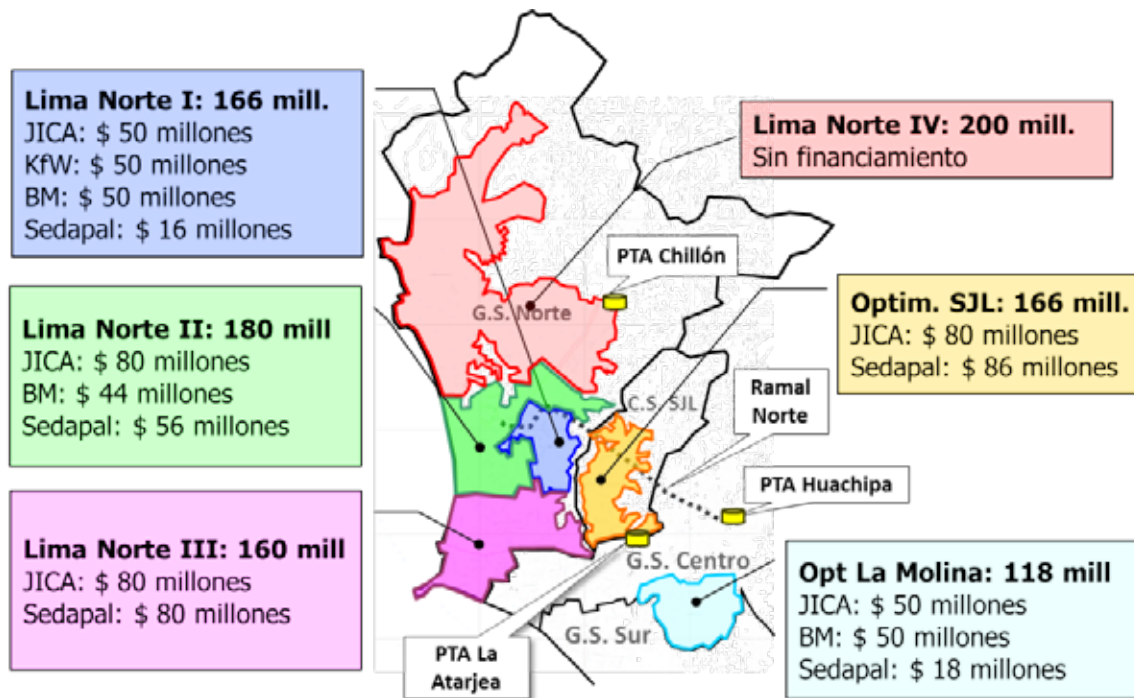 Lima Norte I: 166 mill.
JICA: $ 50 millones
KfW: $ 50 millones
BM: $ 50 millones
Sedapal: $ 16 millones
Lima Norte II: 180 mill
JICA: $ 80 millones
BM: $ 44 millones
Sedapal: $ 56 millones
Lima Norte III: 160 mill
JICA: $ 80 millones
Sedapal: $ 80 millones
G.S. Norte
PTA Chillón
C.S. SJL
Ramal
Norte
PTA Huachipa
G.S. Centro
G.S. Sur
PTA La
Atarjea
Lima Norte IV: 200 mill.
Sin financiamiento
Optim. SJL: 166 mill.
JICA: $ 80 millones
Sedapal: $ 86 millones
Opt La Molina: 118 mill
JICA: $ 50 millones
BM: $ 50 millones
Sedapal: $ 18 millones